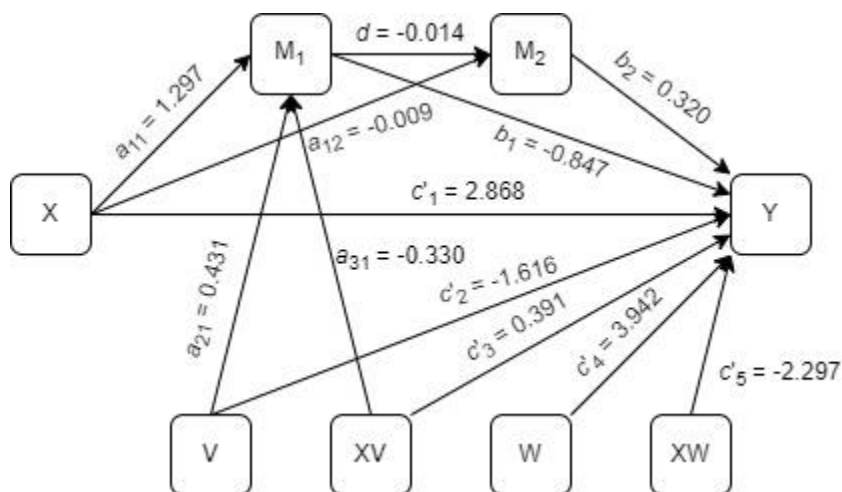 M₁
d = -0.014
M₂
a₁₁ = 1.297
b₂ = 0.320
a₁₂ = -0.009
b₁ = -0.847
X
c'₁ = 2.868
Y
a₂₁ = 0.431
a₃₁ = -0.330
c'₂ = -1.616
c'₃ = 0.391
c'₄ = 3.942
c'₅ = -2.297
V
XV
W
XW